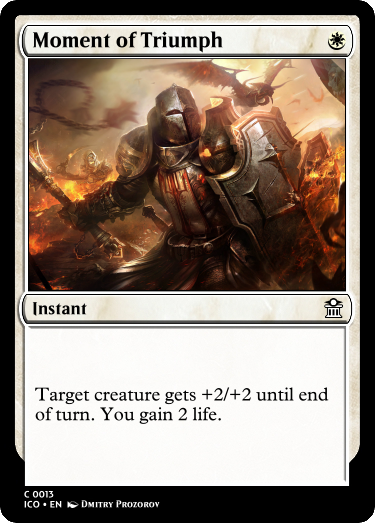 Moment of Triumph
Instant
Target creature gets +2/+2 until end
of turn. You gain 2 life.
C 0013
ICO • EN Dmitry Prozorov